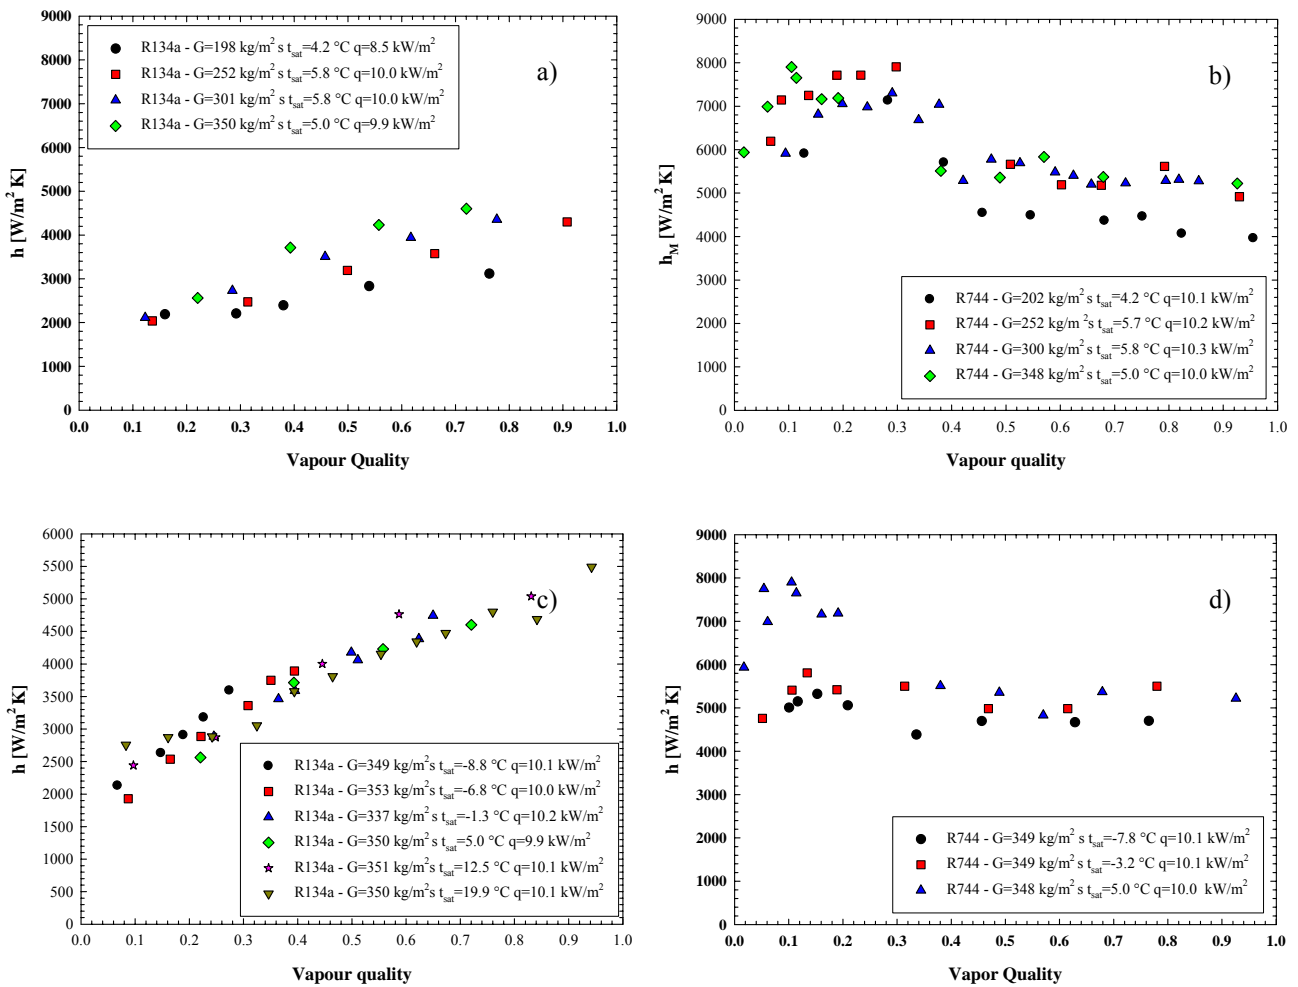 9000
8000
7000
6000
5000
4000
3000
2000
1000
0
0.0 0.1 0.2 0.3 0.4 0.5 0.6 0.7 0.8 0.9 1.0
h [W/m² K]
Vapour Quality
a)
R134a - G=198 kg/m² s tsat=4.2 °C q=8.5 kW/m²
R134a - G=252 kg/m² s tsat=5.8 °C q=10.0 kW/m²
R134a - G=301 kg/m² s tsat=5.8 °C q=10.0 kW/m²
R134a - G=350 kg/m² s tsat=5.0 °C q=9.9 kW/m²
9000
8000
7000
6000
5000
4000
3000
2000
1000
0
0.0 0.1 0.2 0.3 0.4 0.5 0.6 0.7 0.8 0.9 1.0
hM [W/m² K]
Vapour quality
b)
R744 - G=202 kg/m² s tsat=4.2 °C q=10.1 kW/m²
R744 - G=252 kg/m ²s tsat=5.7 °C q=10.2 kW/m²
R744 - G=300 kg/m² s tsat=5.8 °C q=10.3 kW/m²
R744 - G=348 kg/m² s tsat=5.0 °C q=10.0 kW/m²
6000
5500
5000
4500
4000
3500
3000
2500
2000
1500
1000
500
0
0.0 0.1 0.2 0.3 0.4 0.5 0.6 0.7 0.8 0.9 1.0
h [W/m² K]
Vapour quality
c)
R134a - G=349 kg/m² s tsat=-8.8 °C q=10.1 kW/m²
R134a - G=353 kg/m² s tsat=-6.8 °C q=10.0 kW/m²
R134a - G=337 kg/m² s tsat=-1.3 °C q=10.2 kW/m²
R134a - G=350 kg/m² s tsat=5.0 °C q=9.9 kW/m²
R134a - G=351 kg/m² s tsat=12.5 °C q=10.1 kW/m²
R134a - G=350 kg/m² s tsat=19.9 °C q=10.1 kW/m²
9000
8000
7000
6000
5000
4000
3000
2000
1000
0
0.0 0.1 0.2 0.3 0.4 0.5 0.6 0.7 0.8 0.9 1.0
h [W/m² K]
Vapor Quality
d)
R744 - G=349 kg/m² s tsat=-7.8 °C q=10.1 kW/m²
R744 - G=349 kg/m² s tsat=-3.2 °C q=10.1 kW/m²
R744 - G=348 kg/m² s tsat=5.0 °C q=10.0 kW/m²